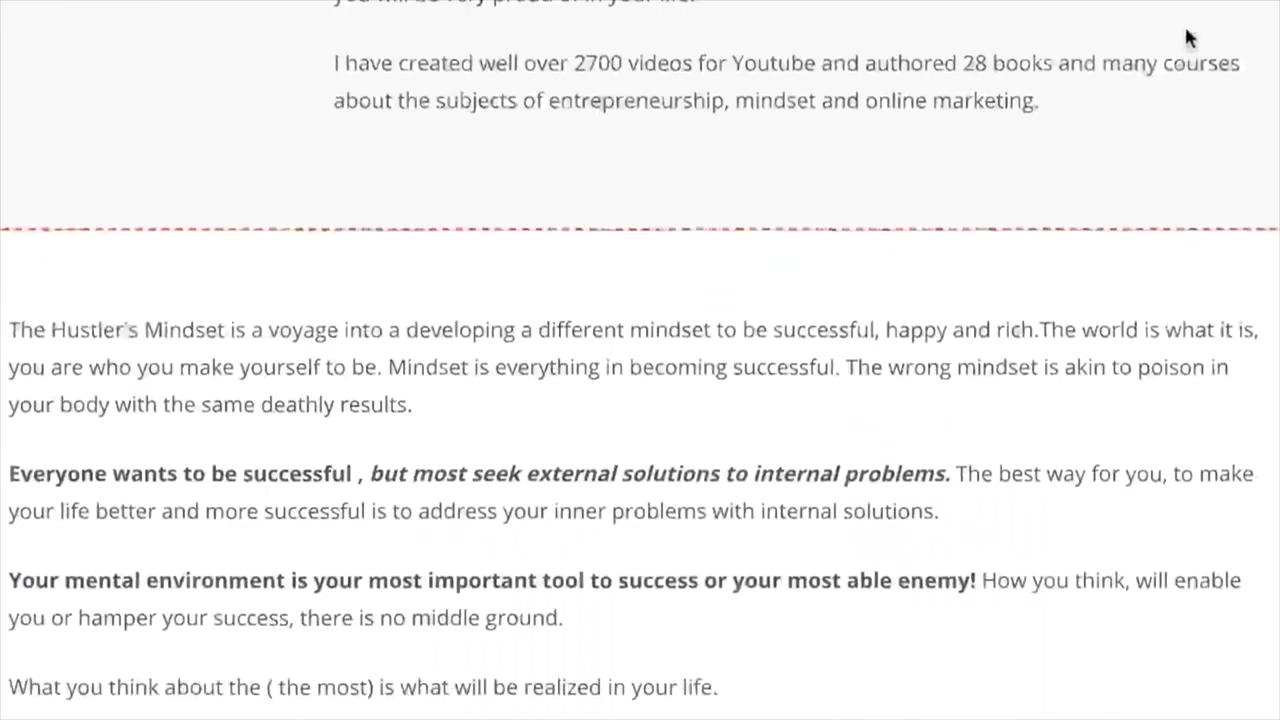 I have created well over 2700 videos for Youtube and authored 28 books and many courses
about the subjects of entrepreneurship, mindset and online marketing.
The Hustler's Mindset is a voyage into a developing a different mindset to be successful, happy and rich.The world is what it is,
you are who you make yourself to be. Mindset is everything in becoming successful. The wrong mindset is akin to poison in
your body with the same deathly results.
Everyone wants to be successful , but most seek external solutions to internal problems. The best way for you, to make
your life better and more successful is to address your inner problems with internal solutions.
Your mental environment is your most important tool to success or your most able enemy! How you think, will enable
you or hamper your success, there is no middle ground.
What you think about the ( the most) is what will be realized in your life.